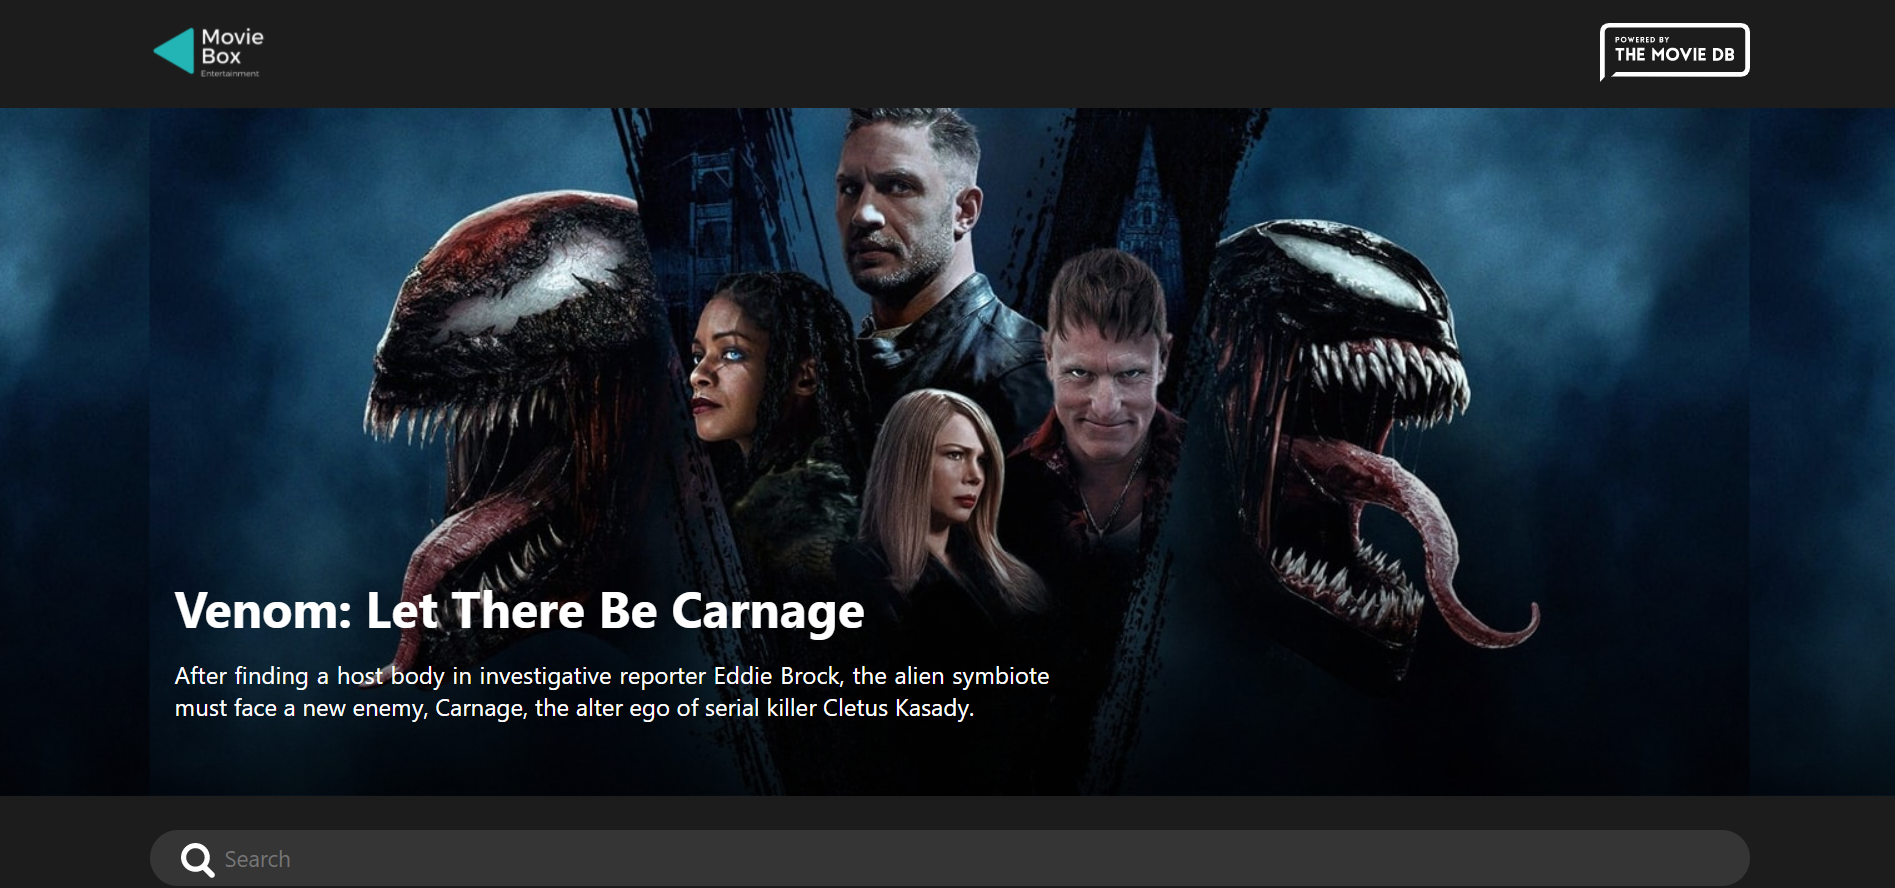 Movie
Box
Entertainment
POWERED BY
THE MOVIE DB
Venom: Let There Be Carnage
After finding a host body in investigative reporter Eddie Brock, the alien symbiote
must face a new enemy, Carnage, the alter ego of serial killer Cletus Kasady.
Search